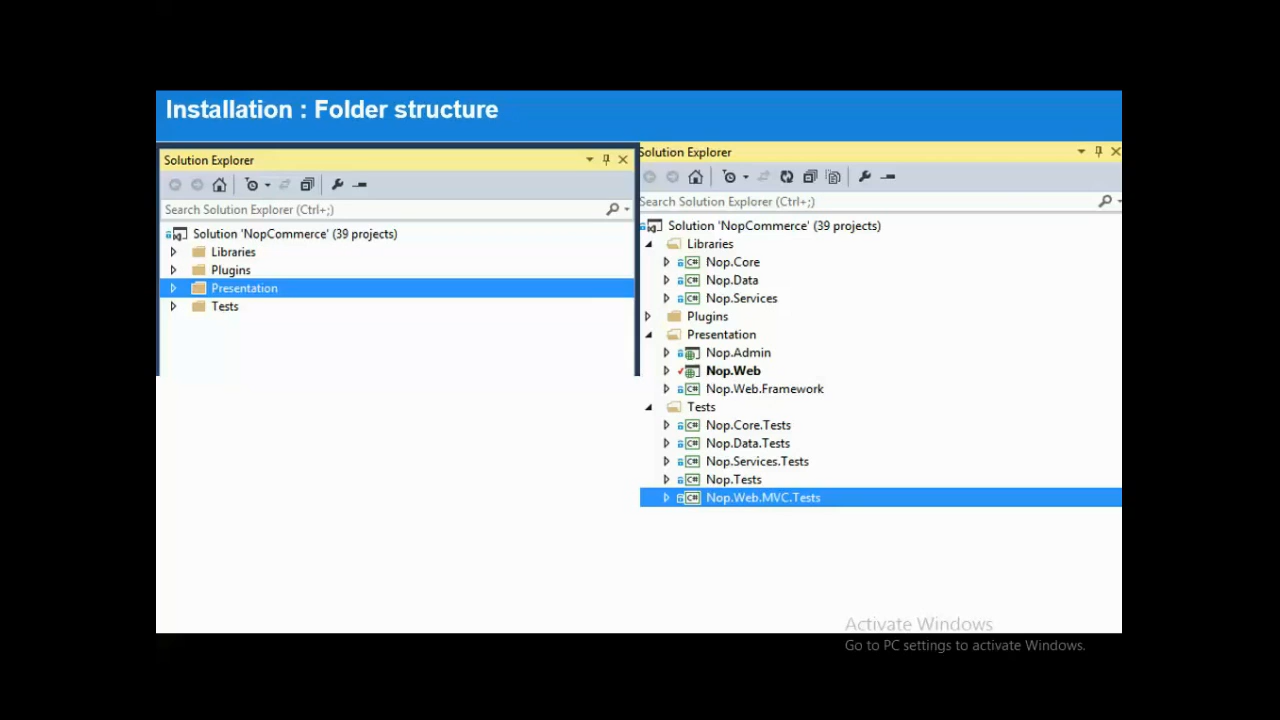 Installation : Folder structure
Solution Explorer
Search Solution Explorer (Ctrl+;)
Solution 'NopCommerce' (39 projects)
Libraries
Plugins
Presentation
Tests
Solution Explorer
Search Solution Explorer (Ctrl+;)
Solution 'NopCommerce' (39 projects)
Libraries
C# Nop.Core
C# Nop.Data
C# Nop.Services
Plugins
Presentation
Nop.Admin
Nop.Web
C# Nop.Web.Framework
Tests
C# Nop.Core.Tests
C# Nop.Data.Tests
C# Nop.Services.Tests
C# Nop.Tests
C# Nop.Web.MVC.Tests
Activate Windows
Go to PC settings to activate Windows.